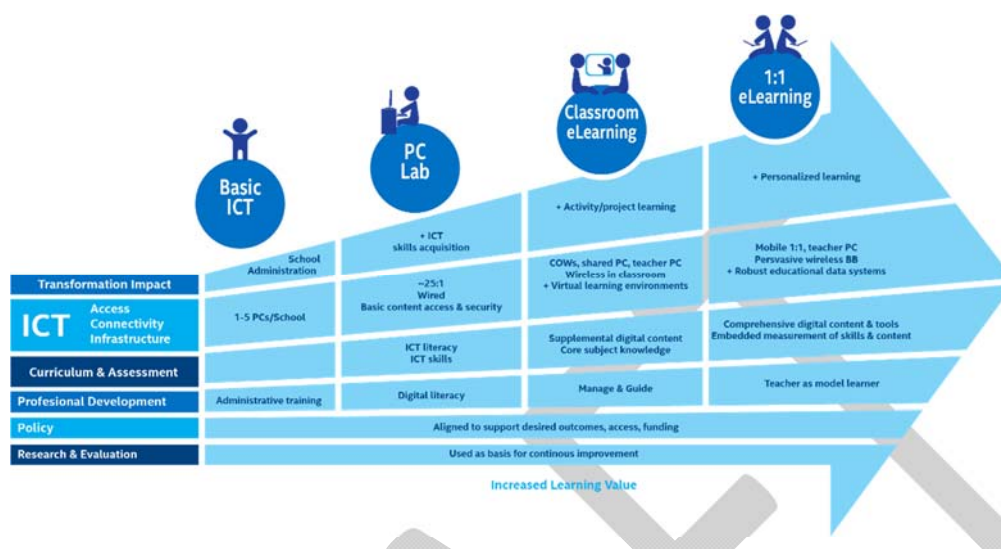 1:1
eLearning
Classroom
eLearning
PC
Lab
Basic
ICT
+ Personalized learning
+ Activity/project learning
+ ICT
skills acquisition
School
Administration
Transformation Impact
Mobile 1:1, teacher PC
Persvasive wireless BB
+ Robust educational data systems
COWs, shared PC, teacher PC
Wireless in classroom
+ Virtual learning environments
~25:1
Wired
Basic content access & security
1-5 PCs/School
ICT
Access
Connectivity
Infrastructure
Comprehensive digital content & tools
Embedded measurement of skills & content
Supplemental digital content
Core subject knowledge
ICT literacy
ICT skills
Curriculum & Assessment
Profesional Development
Administrative training
Digital literacy
Manage & Guide
Teacher as model learner
Policy
Aligned to support desired outcomes, access, funding
Research & Evaluation
Used as basis for continous improvement
Increased Learning Value